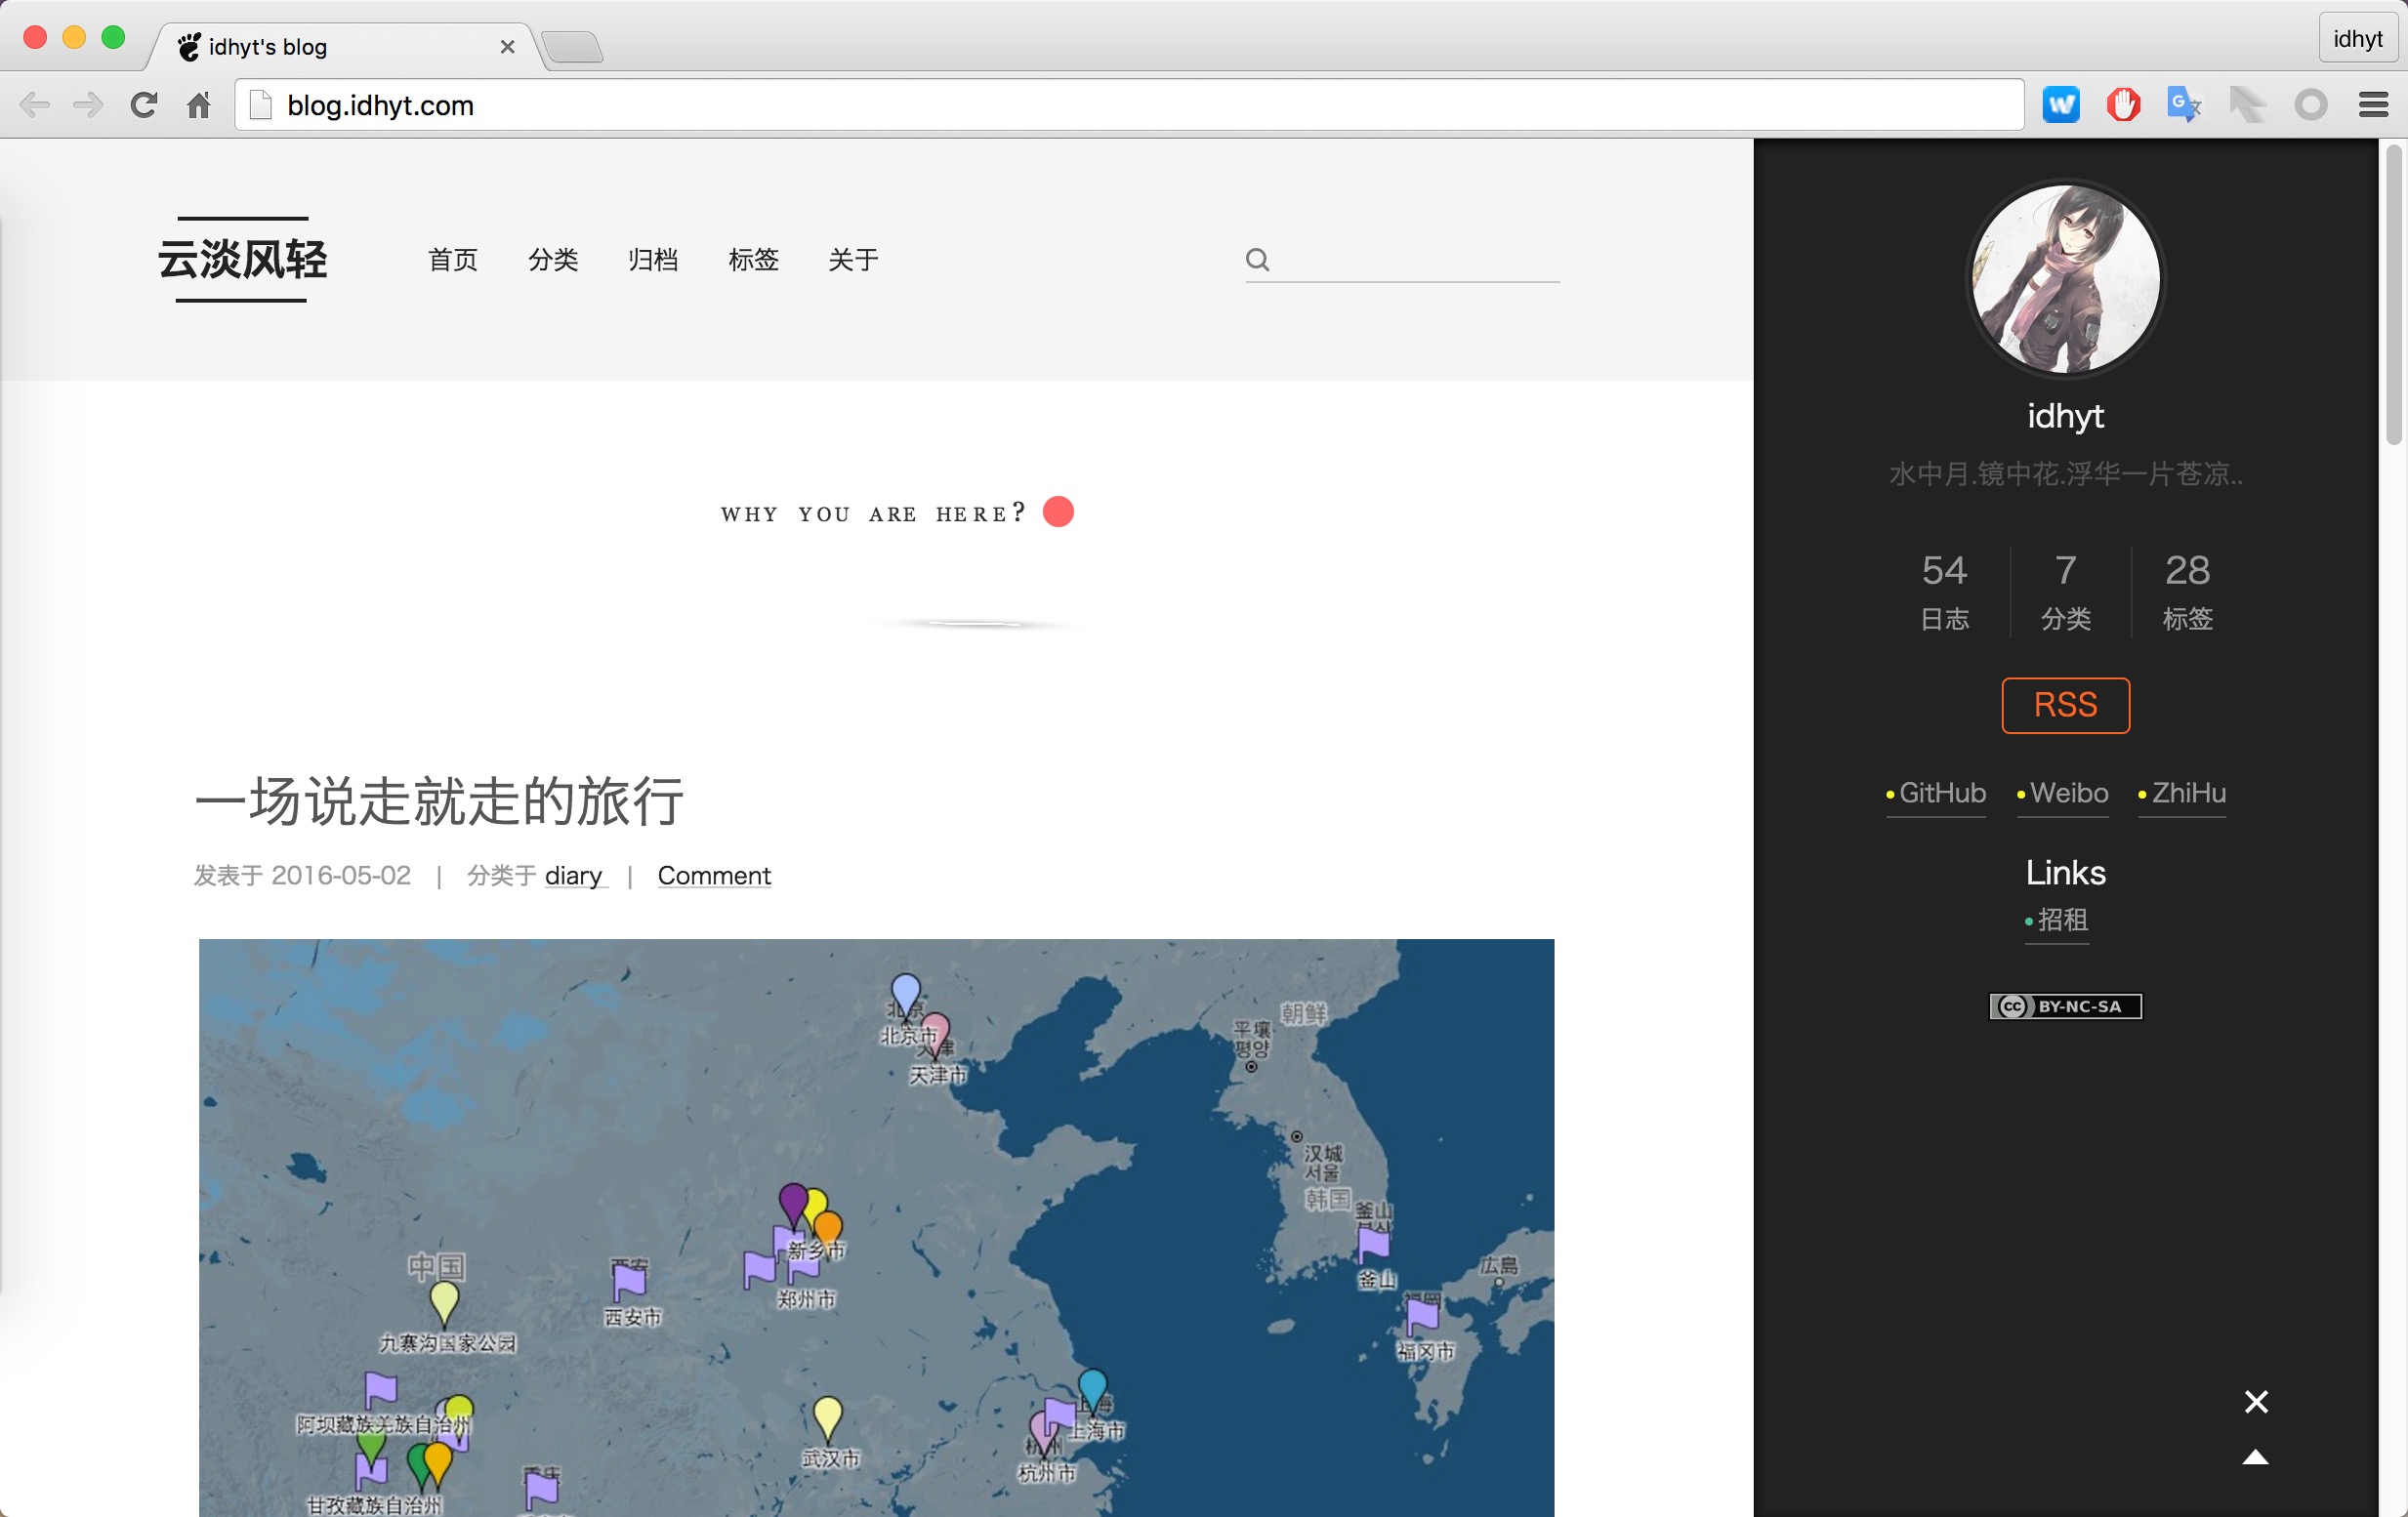 idhyt's blog
idhyt
blog.idhyt.com
云淡风轻
首页 分类 归档 标签 关于
WHY YOU ARE HERE?
一场说走就走的旅行
发表于 2016-05-02 | 分类于 diary | Comment
北京
北京市
天津
天津市
朝鲜
平壤
평양
汉城
서울
韩国
釜山
釜山
広島
福冈市
新乡市
郑州市
中国
西安
西安市
九寨沟国家公园
阿坝藏族羌族自治州
甘孜藏族自治州
重庆
武汉市
上海
上海市
杭州
杭州市
idhyt
水中月.镜中花.浮华一片苍凉..
54 7 28
日志 分类 标签
RSS
GitHub Weibo ZhiHu
Links
招租
CC BY-NC-SA